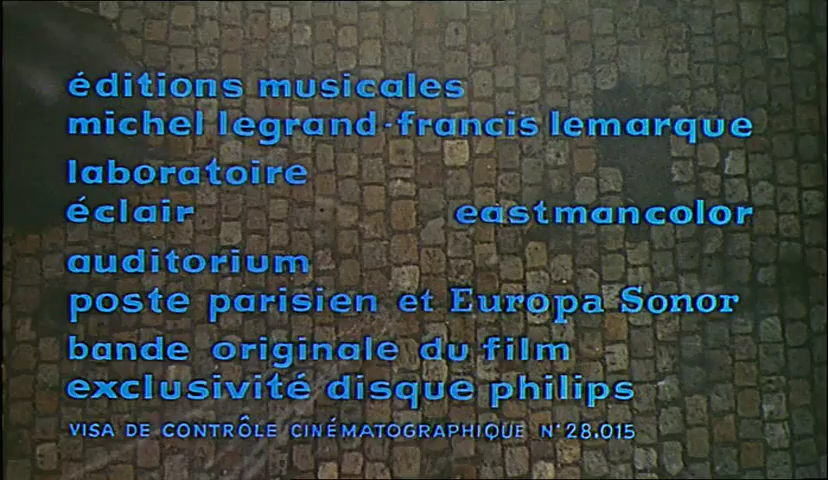 éditions musicales
michel legrand-francis lemarque
laboratoire
éclair eastmancolor
auditorium
poste parisien et Europa Sonor
bande originale du film
exclusivité disque philips
VISA DE CONTRÔLE CINÉMATOGRAPHIQUE N° 28.015